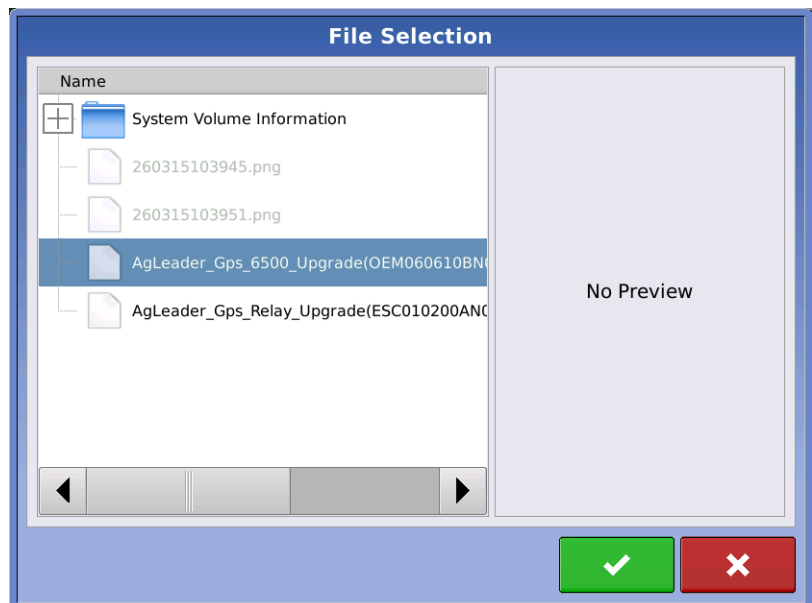 File Selection
Name
System Volume Information
260315103945.png
260315103951.png
AgLeader_Gps_6500_Upgrade(OEM060610BN
AgLeader_Gps_Relay_Upgrade(ESC010200AN
No Preview